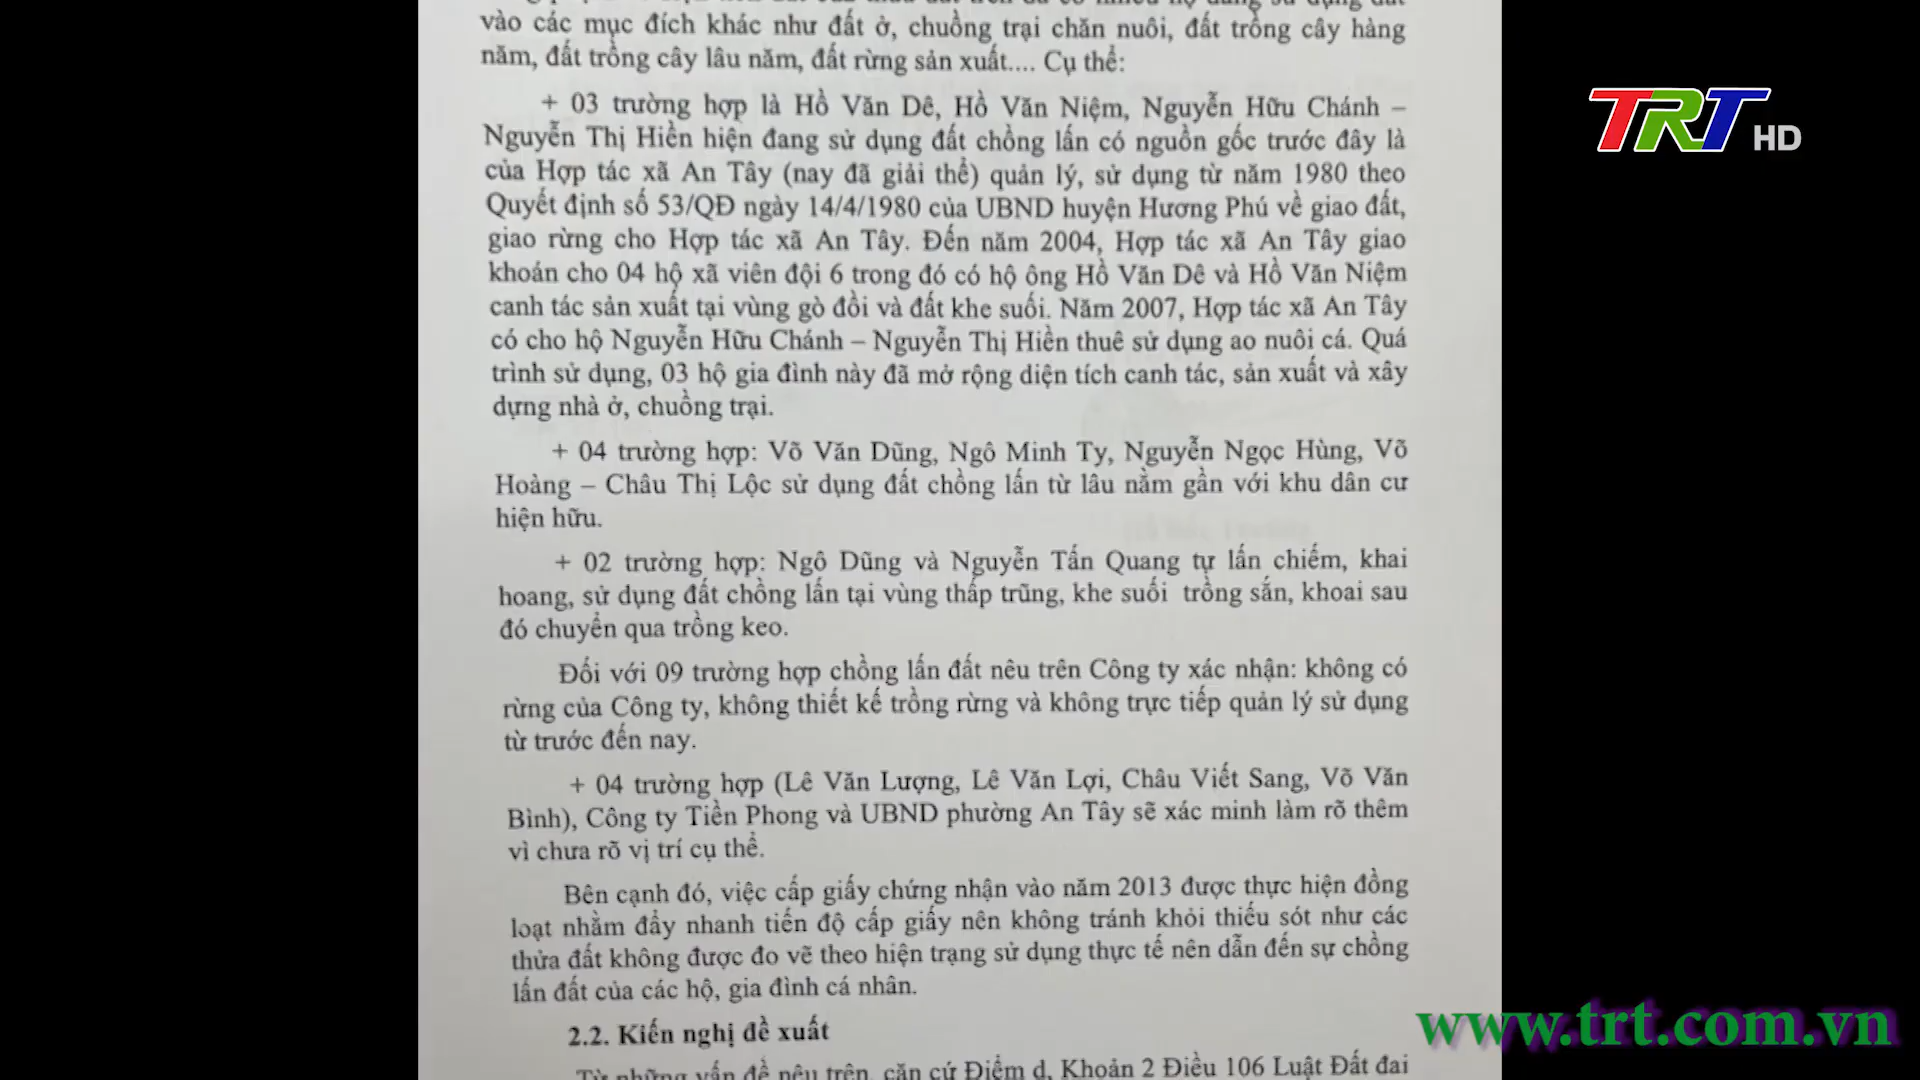 vào các mục đích khác như đất ở, chuồng trại chăn nuôi, đất trồng cây hàng
năm, đất trồng cây lâu năm, đất rừng sản xuất.... Cụ thể:
+ 03 trường hợp là Hồ Văn Dê, Hồ Văn Niệm, Nguyễn Hữu Chánh –
Nguyễn Thị Hiền hiện đang sử dụng đất chồng lấn có nguồn gốc trước đây là
của Hợp tác xã An Tây (nay đã giải thể) quản lý, sử dụng từ năm 1980 theo
Quyết định số 53/QĐ ngày 14/4/1980 của UBND huyện Hương Phú về giao đất,
giao rừng cho Hợp tác xã An Tây. Đến năm 2004, Hợp tác xã An Tây giao
khoán cho 04 hộ xã viên đội 6 trong đó có hộ ông Hồ Văn Dê và Hồ Văn Niệm
canh tác sản xuất tại vùng gò đồi và đất khe suối. Năm 2007, Hợp tác xã An Tây
có cho hộ Nguyễn Hữu Chánh – Nguyễn Thị Hiền thuê sử dụng ao nuôi cá. Quá
trình sử dụng, 03 hộ gia đình này đã mở rộng diện tích canh tác, sản xuất và xây
dựng nhà ở, chuồng trại.
+ 04 trường hợp: Võ Văn Dũng, Ngô Minh Ty, Nguyễn Ngọc Hùng, Võ
Hoàng – Châu Thị Lộc sử dụng đất chồng lấn từ lâu nằm gần với khu dân cư
hiện hữu.
+ 02 trường hợp: Ngô Dũng và Nguyễn Tấn Quang tự lấn chiếm, khai
hoang, sử dụng đất chồng lấn tại vùng thấp trũng, khe suối trồng sắn, khoai sau
đó chuyển qua trồng keo.
Đối với 09 trường hợp chồng lấn đất nêu trên Công ty xác nhận: không có
rừng của Công ty, không thiết kế trồng rừng và không trực tiếp quản lý sử dụng
từ trước đến nay.
+ 04 trường hợp (Lê Văn Lượng, Lê Văn Lợi, Châu Viết Sang, Võ Văn
Bình), Công ty Tiền Phong và UBND phường An Tây sẽ xác minh làm rõ thêm
vì chưa rõ vị trí cụ thể.
Bên cạnh đó, việc cấp giấy chứng nhận vào năm 2013 được thực hiện đồng
loạt nhằm đẩy nhanh tiến độ cấp giấy nên không tránh khỏi thiếu sót như các
thửa đất không được đo vẽ theo hiện trạng sử dụng thực tế nên dẫn đến sự chồng
lấn đất của các hộ, gia đình cá nhân.
2.2. Kiến nghị đề xuất
Từ những vấn đề nêu trên, căn cứ Điểm d, Khoản 2 Điều 106 Luật Đất đai
TRT HD
www.trt.com.vn